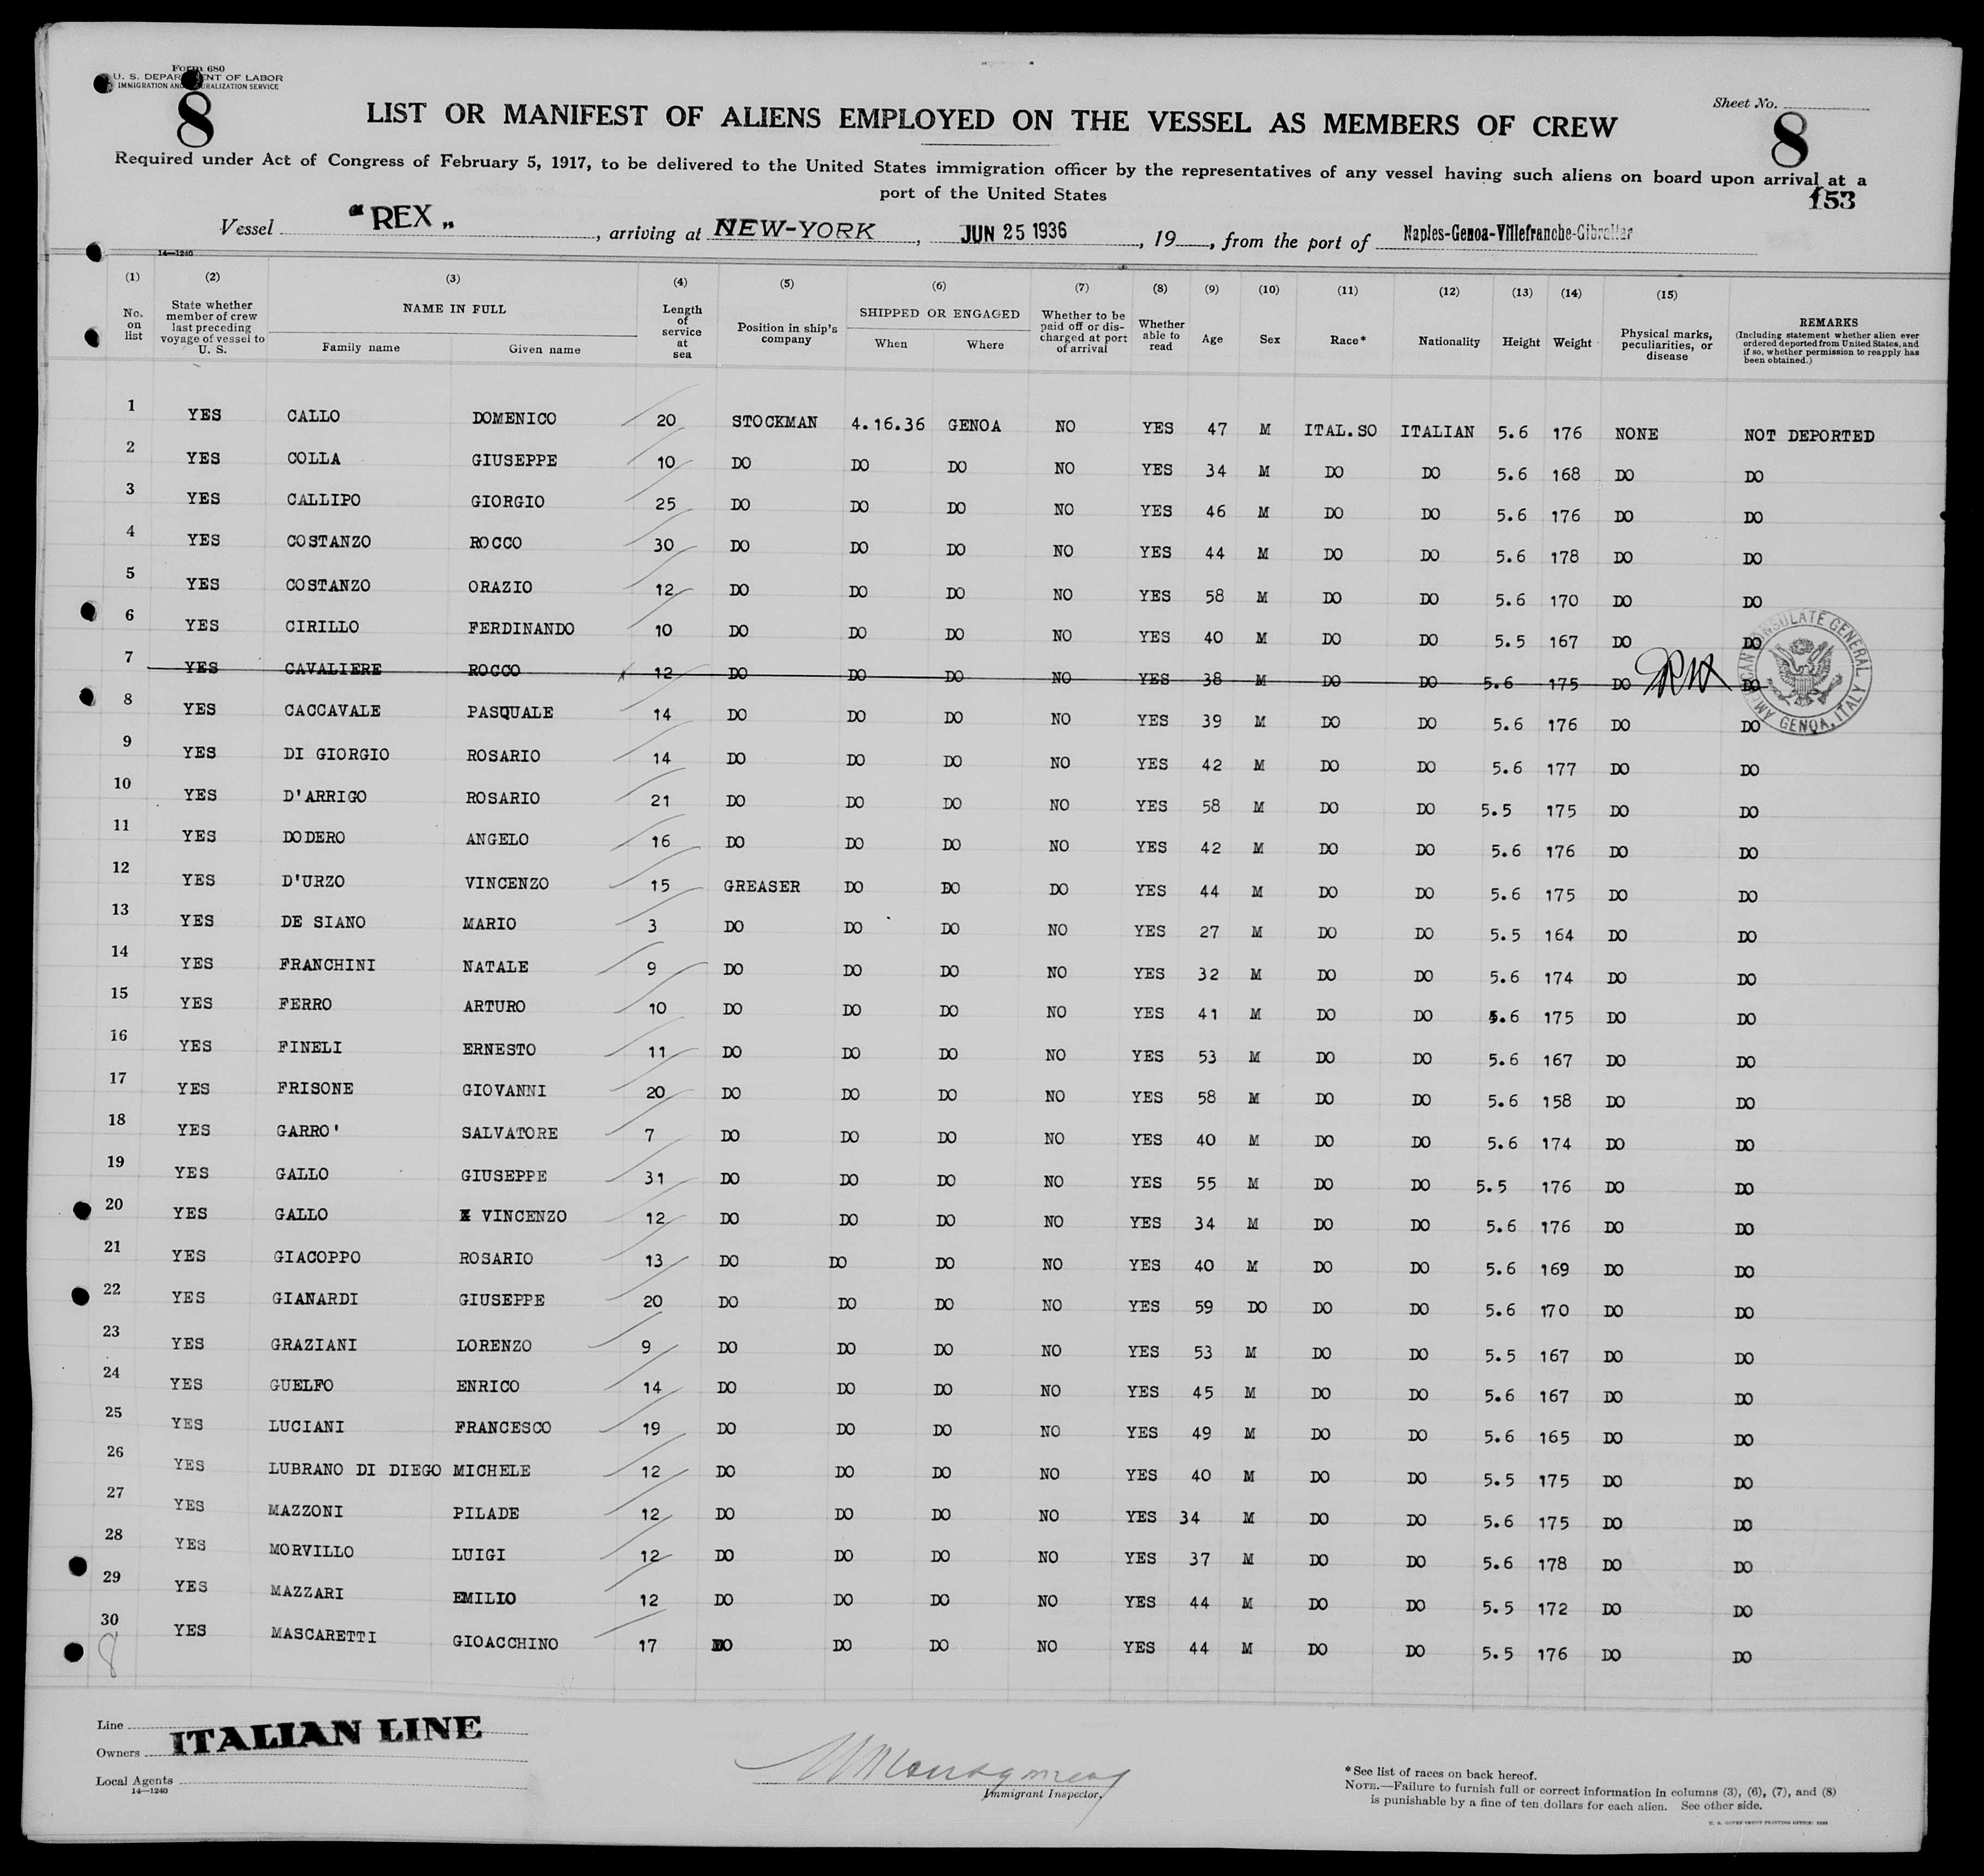 Form 680
U. S. DEPARTMENT OF LABOR
IMMIGRATION AND NATURALIZATION SERVICE
8
Sheet No.
8
LIST OR MANIFEST OF ALIENS EMPLOYED ON THE VESSEL AS MEMBERS OF CREW
Required under Act of Congress of February 5, 1917, to be delivered to the United States immigration officer by the representatives of any vessel having such aliens on board upon arrival at a
port of the United States
153
Vessel "REX", arriving at NEW-YORK, JUN 25 1936, 19, from the port of Naples-Genoa-Villefranche-Gibraltar
14—1240
(1) (2) (3) (4) (5) (6) (7) (8) (9) (10) (11) (12) (13) (14) (15)
No. on list
State whether member of crew last preceding voyage of vessel to U. S.
NAME IN FULL
Family name
Given name
Length of service at sea
Position in ship's company
SHIPPED OR ENGAGED
When
Where
Whether to be paid off or discharged at port of arrival
Whether able to read
Age
Sex
Race*
Nationality
Height
Weight
Physical marks, peculiarities, or disease
REMARKS
(Including statement whether alien ever ordered deported from United States, and if so, whether permission to reapply has been obtained.)
1 YES CALLO DOMENICO 20 STOCKMAN 4.16.36 GENOA NO YES 47 M ITAL.SO ITALIAN 5.6 176 NONE NOT DEPORTED
2 YES COLLA GIUSEPPE 10 DO DO DO NO YES 34 M DO DO 5.6 168 DO DO
3 YES CALLIPO GIORGIO 25 DO DO DO NO YES 46 M DO DO 5.6 176 DO DO
4 YES COSTANZO ROCCO 30 DO DO DO NO YES 44 M DO DO 5.6 178 DO DO
5 YES COSTANZO ORAZIO 12 DO DO DO NO YES 58 M DO DO 5.6 170 DO DO
6 YES CIRILLO FERDINANDO 10 DO DO DO NO YES 40 M DO DO 5.5 167 DO DO
7 YES CAVALIERE ROCCO 12 DO DO DO NO YES 38 M DO DO 5.6 175 DO DO
AMERICAN CONSULATE GENERAL GENOA, ITALY
8 YES CACCAVALE PASQUALE 14 DO DO DO NO YES 39 M DO DO 5.6 176 DO DO
9 YES DI GIORGIO ROSARIO 14 DO DO DO NO YES 42 M DO DO 5.6 177 DO DO
10 YES D'ARRIGO ROSARIO 21 DO DO DO NO YES 58 M DO DO 5.5 175 DO DO
11 YES DODERO ANGELO 16 DO DO DO NO YES 42 M DO DO 5.6 176 DO DO
12 YES D'URZO VINCENZO 15 GREASER DO DO DO YES 44 M DO DO 5.6 175 DO DO
13 YES DE SIANO MARIO 3 DO DO DO NO YES 27 M DO DO 5.5 164 DO DO
14 YES FRANCHINI NATALE 9 DO DO DO NO YES 32 M DO DO 5.6 174 DO DO
15 YES FERRO ARTURO 10 DO DO DO NO YES 41 M DO DO 5.6 175 DO DO
16 YES FINELI ERNESTO 11 DO DO DO NO YES 53 M DO DO 5.6 167 DO DO
17 YES FRISONE GIOVANNI 20 DO DO DO NO YES 58 M DO DO 5.6 158 DO DO
18 YES GARRO' SALVATORE 7 DO DO DO NO YES 40 M DO DO 5.6 174 DO DO
19 YES GALLO GIUSEPPE 31 DO DO DO NO YES 55 M DO DO 5.5 176 DO DO
20 YES GALLO VINCENZO 12 DO DO DO NO YES 34 M DO DO 5.6 176 DO DO
21 YES GIACOPPO ROSARIO 13 DO DO DO NO YES 40 M DO DO 5.6 169 DO DO
22 YES GIANARDI GIUSEPPE 20 DO DO DO NO YES 59 DO DO DO 5.6 170 DO DO
23 YES GRAZIANI LORENZO 9 DO DO DO NO YES 53 M DO DO 5.5 167 DO DO
24 YES GUELFO ENRICO 14 DO DO DO NO YES 45 M DO DO 5.6 167 DO DO
25 YES LUCIANI FRANCESCO 19 DO DO DO NO YES 49 M DO DO 5.6 165 DO DO
26 YES LUBRANO DI DIEGO MICHELE 12 DO DO DO NO YES 40 M DO DO 5.5 175 DO DO
27 YES MAZZONI PILADE 12 DO DO DO NO YES 34 M DO DO 5.6 175 DO DO
28 YES MORVILLO LUIGI 12 DO DO DO NO YES 37 M DO DO 5.6 178 DO DO
29 YES MAZZARI EMILIO 12 DO DO DO NO YES 44 M DO DO 5.5 172 DO DO
30 YES MASCARETTI GIOACCHINO 17 DO DO DO NO YES 44 M DO DO 5.5 176 DO DO
8
Line
Owners ITALIAN LINE
Local Agents
14—1240
Immigrant Inspector.
*See list of races on back hereof.
NOTE.—Failure to furnish full or correct information in columns (3), (6), (7), and (8)
is punishable by a fine of ten dollars for each alien. See other side.